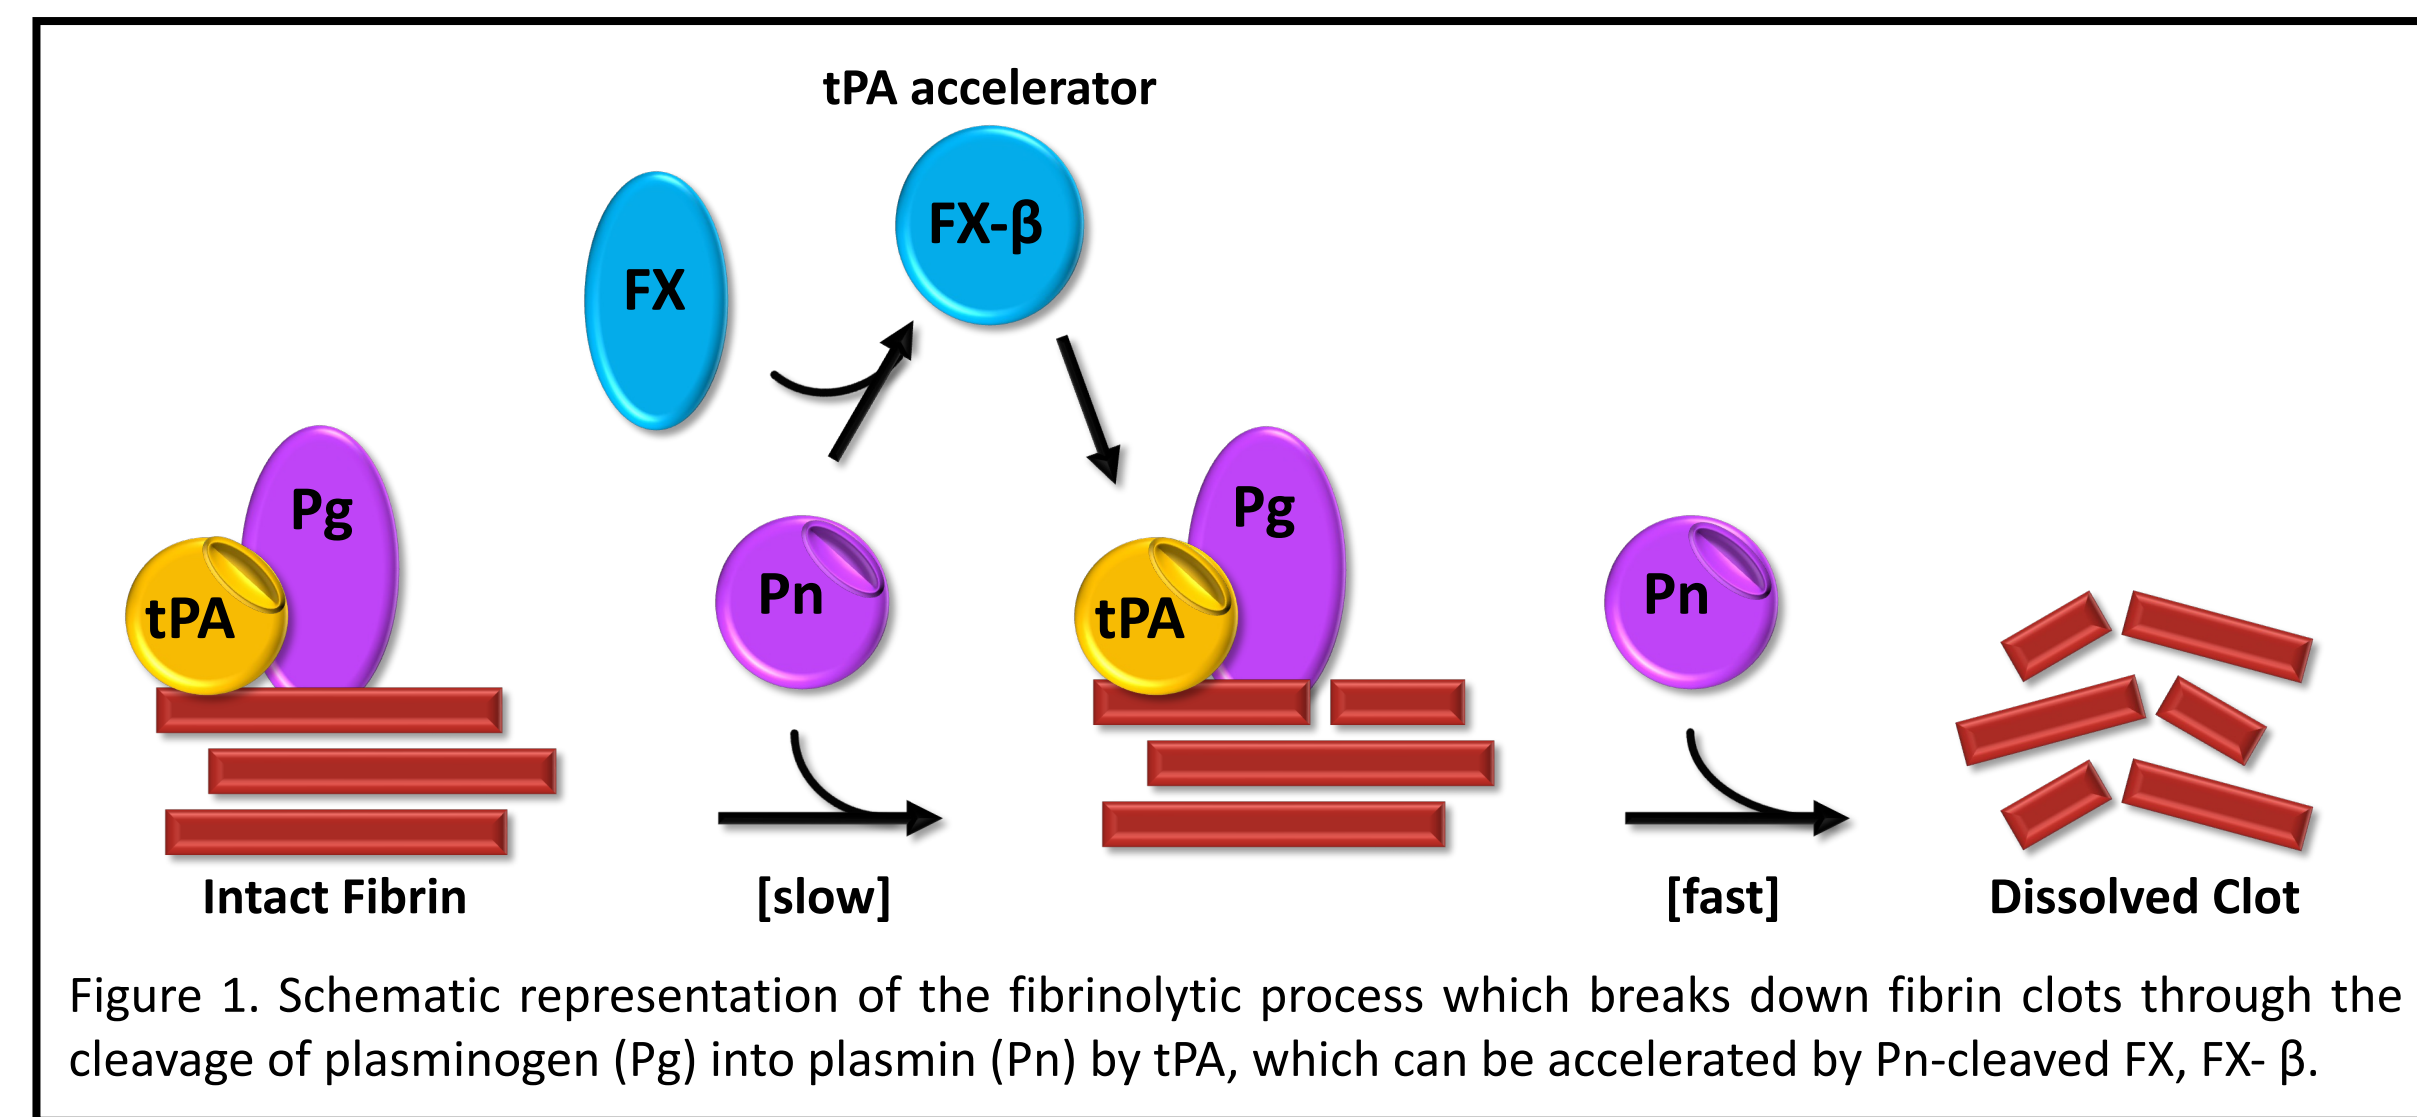 tPA accelerator
FX-β
FX
Pg
Pg
tPA
Pn
tPA
Pn
Intact Fibrin
[slow]
[fast]
Dissolved Clot
Figure 1. Schematic representation of the fibrinolytic process which breaks down fibrin clots through the
cleavage of plasminogen (Pg) into plasmin (Pn) by tPA, which can be accelerated by Pn-cleaved FX, FX- β.